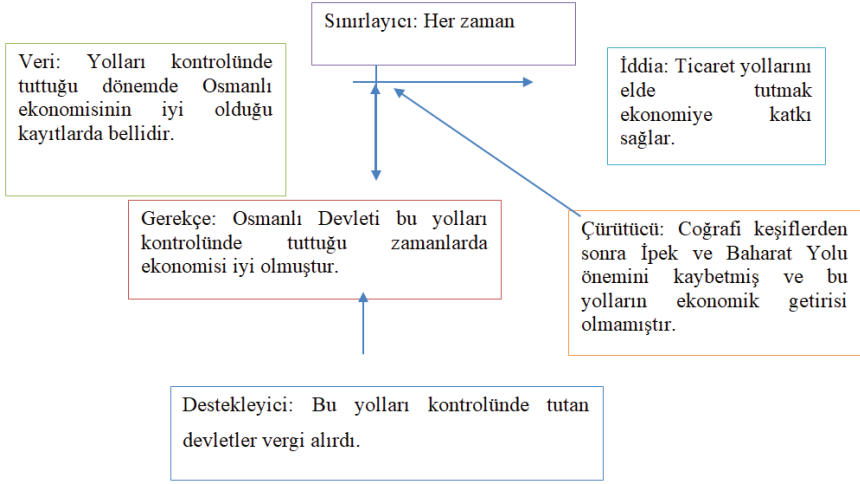 Sınırlayıcı: Her zaman
Veri: Yolları kontrolünde
tuttuğu dönemde Osmanlı
ekonomisinin iyi olduğu
kayıtlarda bellidir.
İddia: Ticaret yollarını
elde tutmak
ekonomiye katkı
sağlar.
Gerekçe: Osmanlı Devleti bu yolları
kontrolünde tuttuğu zamanlarda
ekonomisi iyi olmuştur.
Çürütücü: Coğrafi keşiflerden
sonra İpek ve Baharat Yolu
önemini kaybetmiş ve bu
yolların ekonomik getirisi
olmamıştır.
Destekleyici: Bu yolları kontrolünde tutan
devletler vergi alırdı.